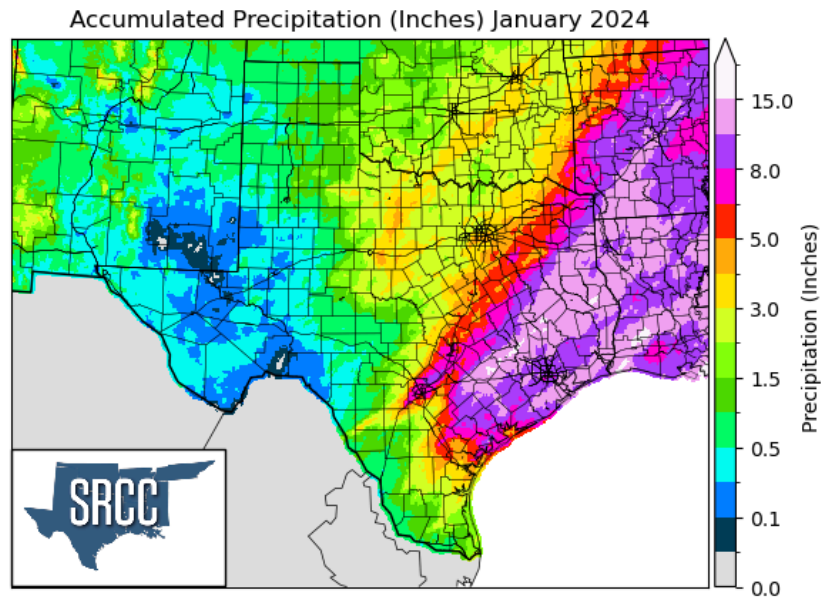 Accumulated Precipitation (Inches) January 2024
15.0
8.0
5.0
3.0
1.5
0.5
0.1
0.0
Precipitation (Inches)
SRCC